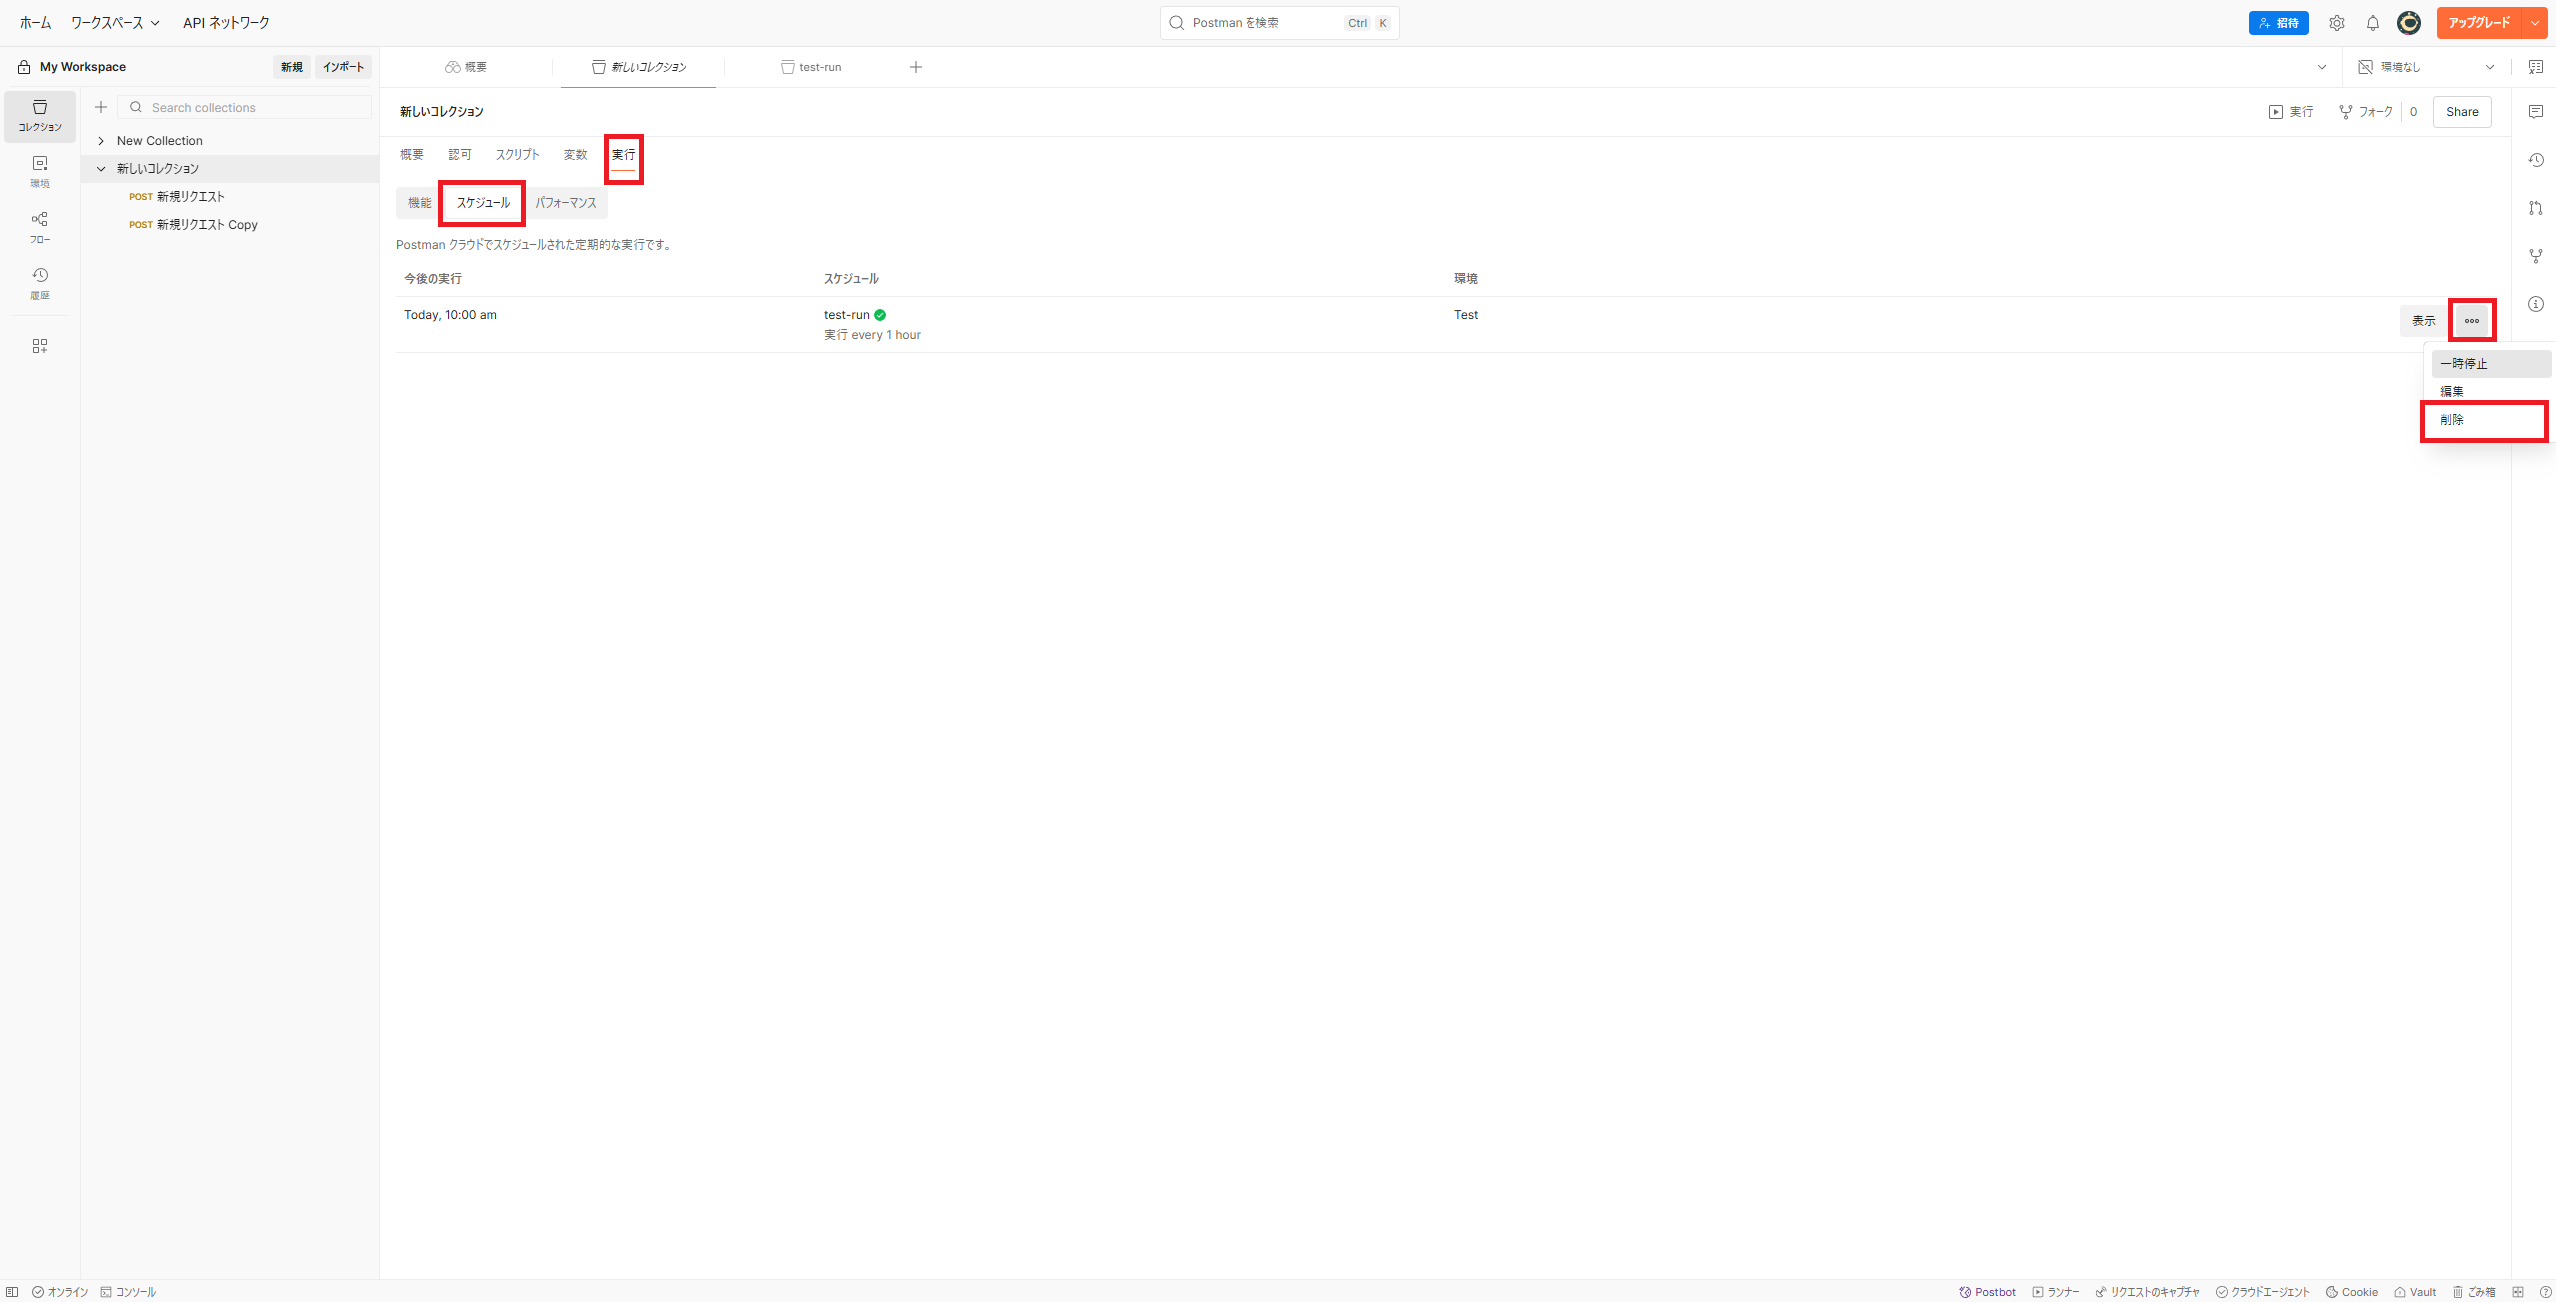 ホーム ワークスペース API ネットワーク Postman を検索 Ctrl K 招待 アップグレード
My Workspace 新規 インポート 概要 新しいコレクション test-run 環境なし
コレクション
環境
フロー
履歴
Search collections
New Collection
新しいコレクション
POST 新規リクエスト
POST 新規リクエスト Copy
新しいコレクション 実行 フォーク 0 Share
概要 認可 スクリプト 変数 実行
機能 スケジュール パフォーマンス
Postman クラウドでスケジュールされた定期的な実行です。
今後の実行 スケジュール 環境
Today, 10:00 am test-run Test
実行 every 1 hour
表示
一時停止
編集
削除
オンライン コンソール Postbot ランナー リクエストのキャプチャ クラウドエージェント Cookie Vault ごみ箱